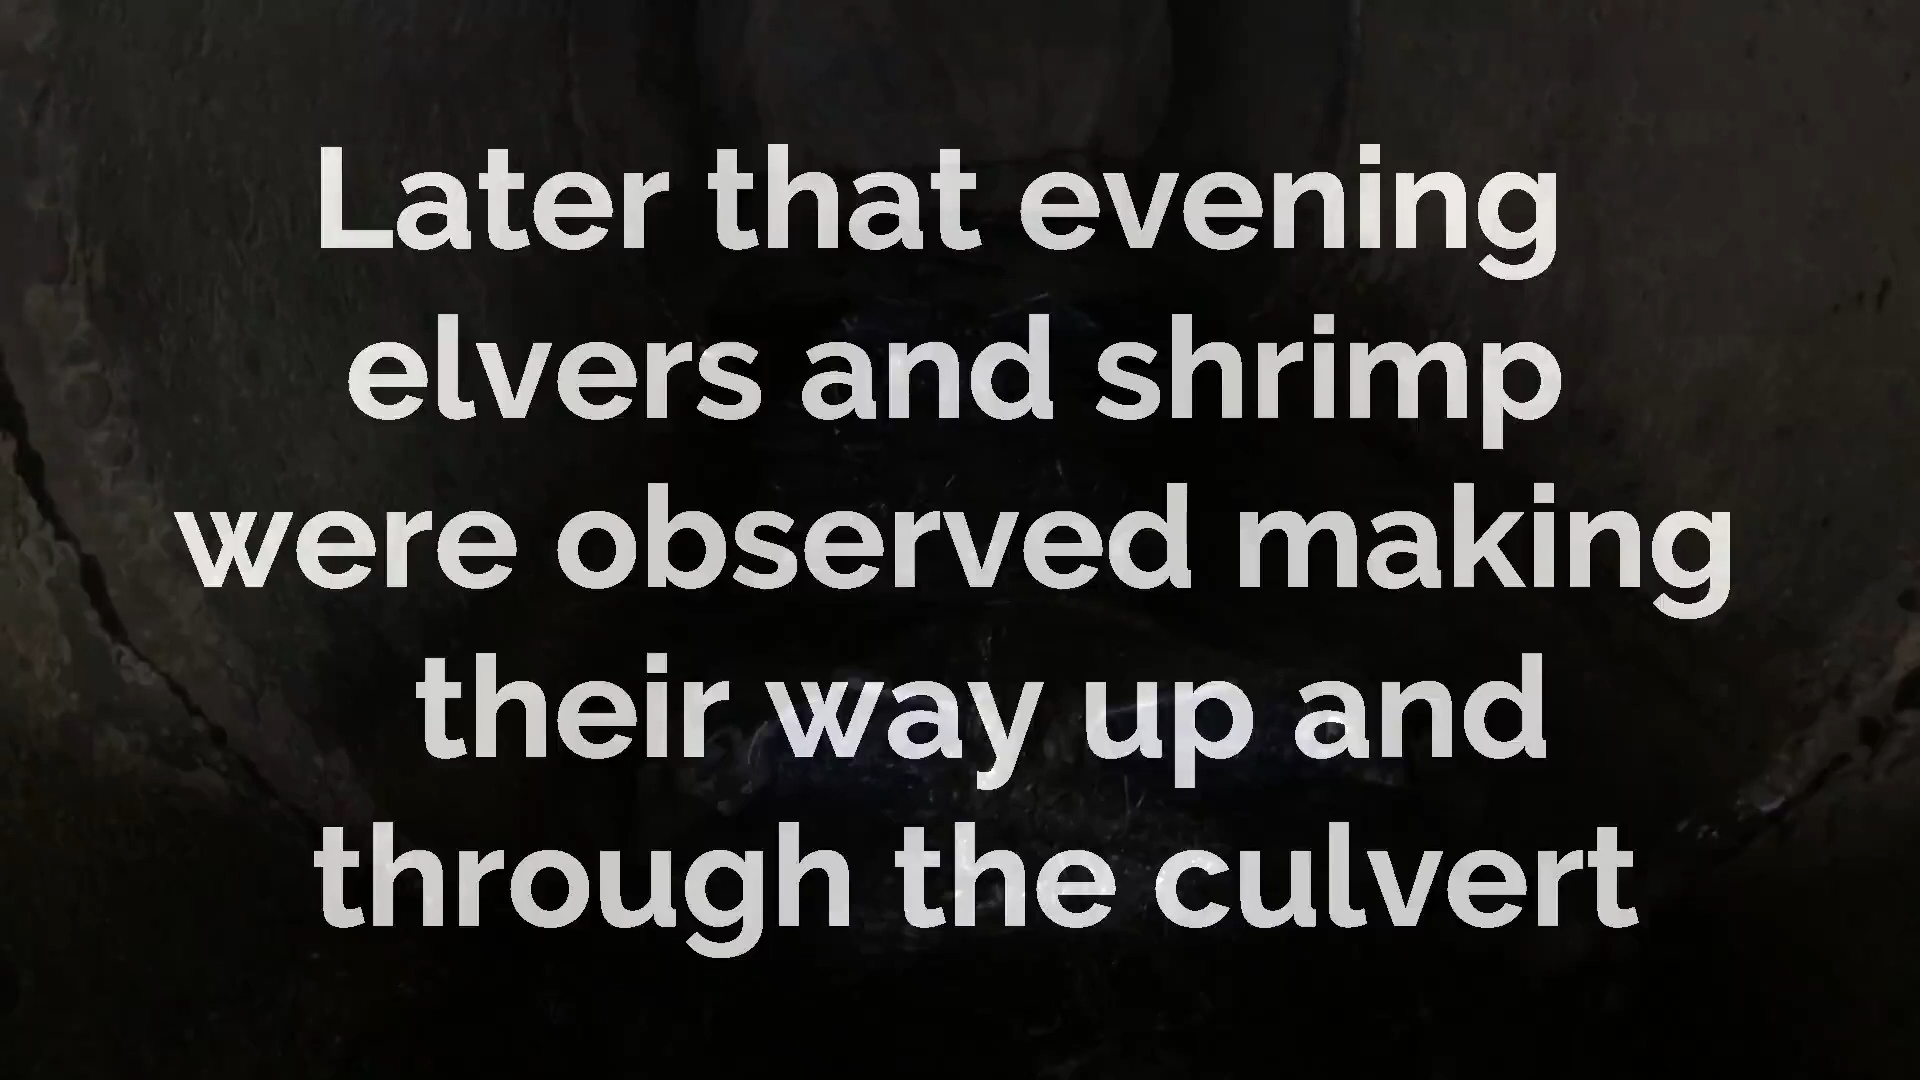 Later that evening
elvers and shrimp
were observed making
their way up and
through the culvert